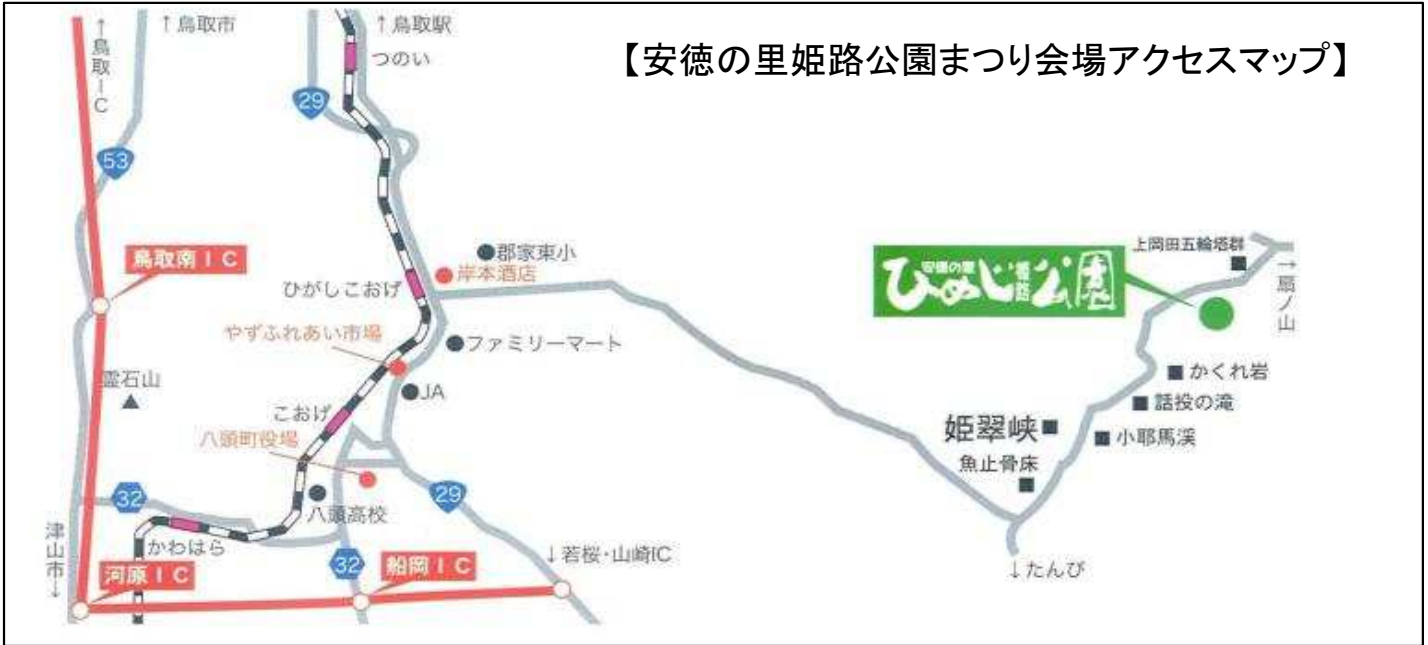 【安徳の里姫路公園まつり会場アクセスマップ】
↑鳥取IC
↑鳥取市
↑鳥取駅
つのい
29
53
鳥取南IC
郡家東小
岸本酒店
ひがしこおげ
やずふれあい市場
ファミリーマート
霊石山
JA
こおげ
八頭町役場
32
八頭高校
29
かわはら
津山市↓
河原IC
32
船岡IC
↓若桜・山崎IC
上岡田五輪塔群
→扇ノ山
安徳の里
姫路
ひめじ公園
かくれ岩
話投の滝
小耶馬渓
姫翠峡
魚止骨床
↓たんぴ